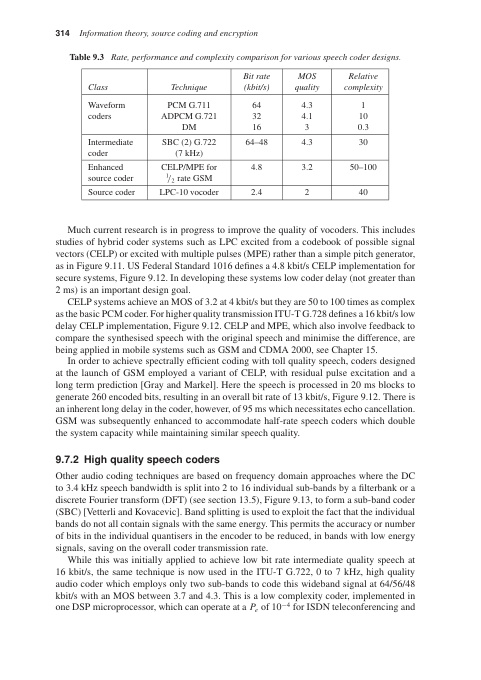 314 Information theory, source coding and encryption
Table 9.3 Rate, performance and complexity comparison for various speech coder designs.
Class Technique Bit rate (kbit/s) MOS quality Relative complexity
Waveform coders PCM G.711 64 4.3 1
ADPCM G.721 32 4.1 10
DM 16 3 0.3
Intermediate coder SBC (2) G.722 (7 kHz) 64–48 4.3 30
Enhanced source coder CELP/MPE for 1/2 rate GSM 4.8 3.2 50–100
Source coder LPC-10 vocoder 2.4 2 40
Much current research is in progress to improve the quality of vocoders. This includes
studies of hybrid coder systems such as LPC excited from a codebook of possible signal
vectors (CELP) or excited with multiple pulses (MPE) rather than a simple pitch generator,
as in Figure 9.11. US Federal Standard 1016 defines a 4.8 kbit/s CELP implementation for
secure systems, Figure 9.12. In developing these systems low coder delay (not greater than
2 ms) is an important design goal.
CELP systems achieve an MOS of 3.2 at 4 kbit/s but they are 50 to 100 times as complex
as the basic PCM coder. For higher quality transmission ITU-T G.728 defines a 16 kbit/s low
delay CELP implementation, Figure 9.12. CELP and MPE, which also involve feedback to
compare the synthesised speech with the original speech and minimise the difference, are
being applied in mobile systems such as GSM and CDMA 2000, see Chapter 15.
In order to achieve spectrally efficient coding with toll quality speech, coders designed
at the launch of GSM employed a variant of CELP, with residual pulse excitation and a
long term prediction [Gray and Markel]. Here the speech is processed in 20 ms blocks to
generate 260 encoded bits, resulting in an overall bit rate of 13 kbit/s, Figure 9.12. There is
an inherent long delay in the coder, however, of 95 ms which necessitates echo cancellation.
GSM was subsequently enhanced to accommodate half-rate speech coders which double
the system capacity while maintaining similar speech quality.
9.7.2 High quality speech coders
Other audio coding techniques are based on frequency domain approaches where the DC
to 3.4 kHz speech bandwidth is split into 2 to 16 individual sub-bands by a filterbank or a
discrete Fourier transform (DFT) (see section 13.5), Figure 9.13, to form a sub-band coder
(SBC) [Vetterli and Kovacevic]. Band splitting is used to exploit the fact that the individual
bands do not all contain signals with the same energy. This permits the accuracy or number
of bits in the individual quantisers in the encoder to be reduced, in bands with low energy
signals, saving on the overall coder transmission rate.
While this was initially applied to achieve low bit rate intermediate quality speech at
16 kbit/s, the same technique is now used in the ITU-T G.722, 0 to 7 kHz, high quality
audio coder which employs only two sub-bands to code this wideband signal at 64/56/48
kbit/s with an MOS between 3.7 and 4.3. This is a low complexity coder, implemented in
one DSP microprocessor, which can operate at a Pe of 10−4 for ISDN teleconferencing and